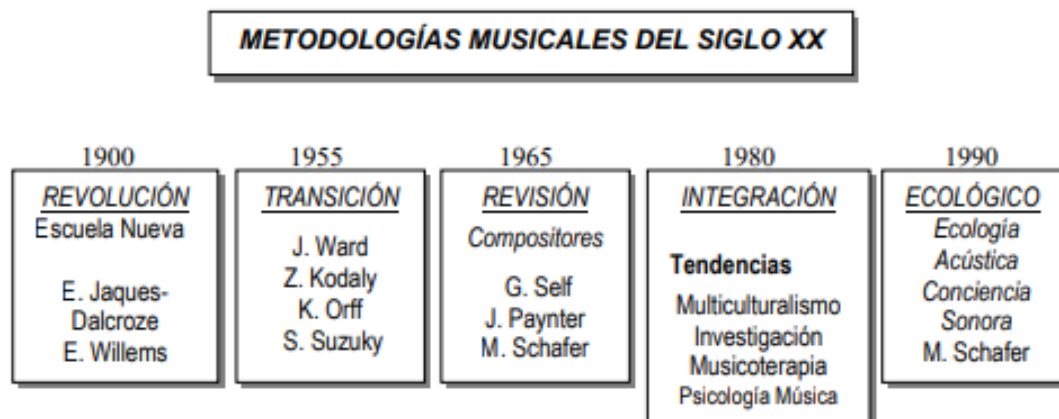 METODOLOGÍAS MUSICALES DEL SIGLO XX
1900
REVOLUCIÓN
Escuela Nueva
E. Jaques-
Dalcroze
E. Willems
1955
TRANSICIÓN
J. Ward
Z. Kodaly
K. Orff
S. Suzuky
1965
REVISIÓN
Compositores
G. Self
J. Paynter
M. Schafer
1980
INTEGRACIÓN
Tendencias
Multiculturalismo
Investigación
Musicoterapia
Psicología Música
1990
ECOLÓGICO
Ecología
Acústica
Conciencia
Sonora
M. Schafer